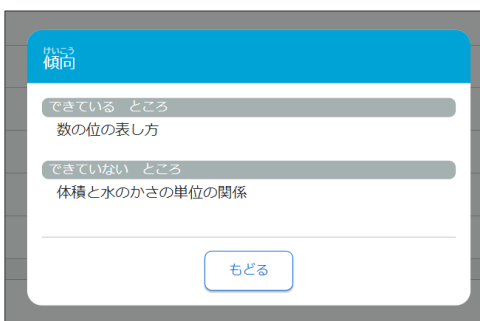 けいこう
傾向
できている　ところ
数の位の表し方
できていない　ところ
体積と水のかさの単位の関係
もどる